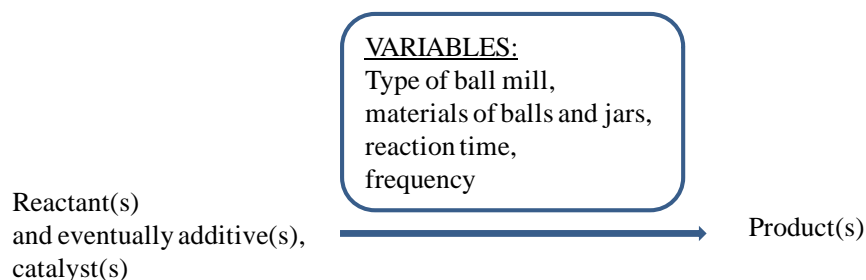 VARIABLES:
Type of ball mill,
materials of balls and jars,
reaction time,
frequency
Reactant(s)
and eventually additive(s),
catalyst(s)
Product(s)